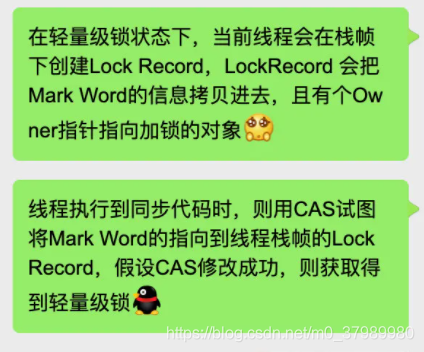 在轻量级锁状态下，当前线程会在栈帧
下创建Lock Record，LockRecord 会把
Mark Word的信息拷贝进去，且有个Ow
ner指针指向加锁的对象
线程执行到同步代码时，则用CAS试图
将Mark Word的指向到线程栈帧的Lock
Record，假设CAS修改成功，则获取得
到轻量级锁
https://blog.csdn.net/m0_37989980